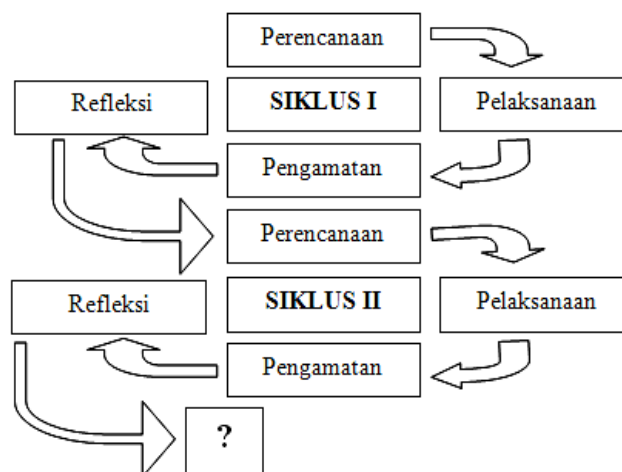 Perencanaan
Refleksi
SIKLUS I
Pelaksanaan
Pengamatan
Perencanaan
Refleksi
SIKLUS II
Pelaksanaan
Pengamatan
?